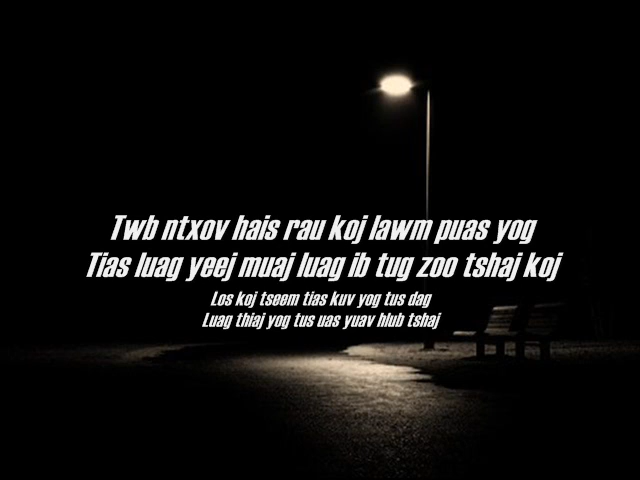 Twb ntxov hais rau koj lawm puas yog
Tias luag yeej muaj luag ib tug zoo tshaj koj
Los koj tseem tias kuv yog tus dag
Luag thiaj yog tus uas yuav hlub tshaj